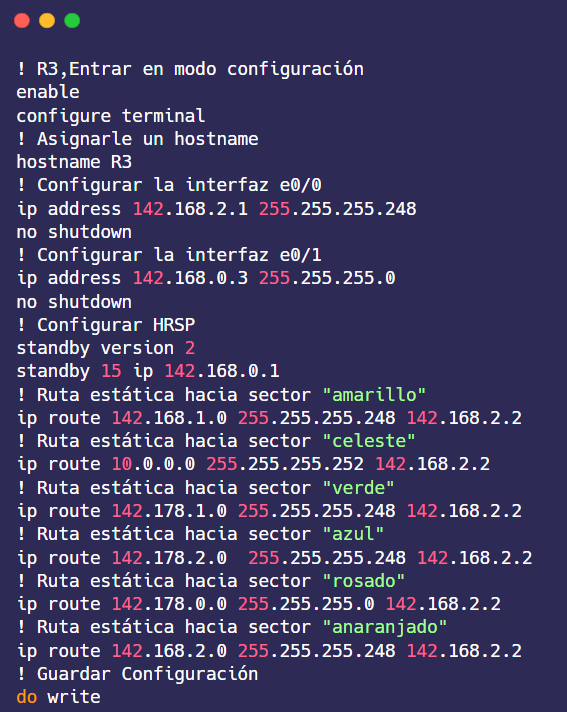 ! R3,Entrar en modo configuración
enable
configure terminal
! Asignarle un hostname
hostname R3
! Configurar la interfaz e0/0
ip address 142.168.2.1 255.255.255.248
no shutdown
! Configurar la interfaz e0/1
ip address 142.168.0.3 255.255.255.0
no shutdown
! Configurar HRSP
standby version 2
standby 15 ip 142.168.0.1
! Ruta estática hacia sector "amarillo"
ip route 142.168.1.0 255.255.255.248 142.168.2.2
! Ruta estática hacia sector "celeste"
ip route 10.0.0.0 255.255.255.252 142.168.2.2
! Ruta estática hacia sector "verde"
ip route 142.178.1.0 255.255.255.248 142.168.2.2
! Ruta estática hacia sector "azul"
ip route 142.178.2.0  255.255.255.248 142.168.2.2
! Ruta estática hacia sector "rosado"
ip route 142.178.0.0 255.255.255.0 142.168.2.2
! Ruta estática hacia sector "anaranjado"
ip route 142.168.2.0 255.255.255.248 142.168.2.2
! Guardar Configuración
do write